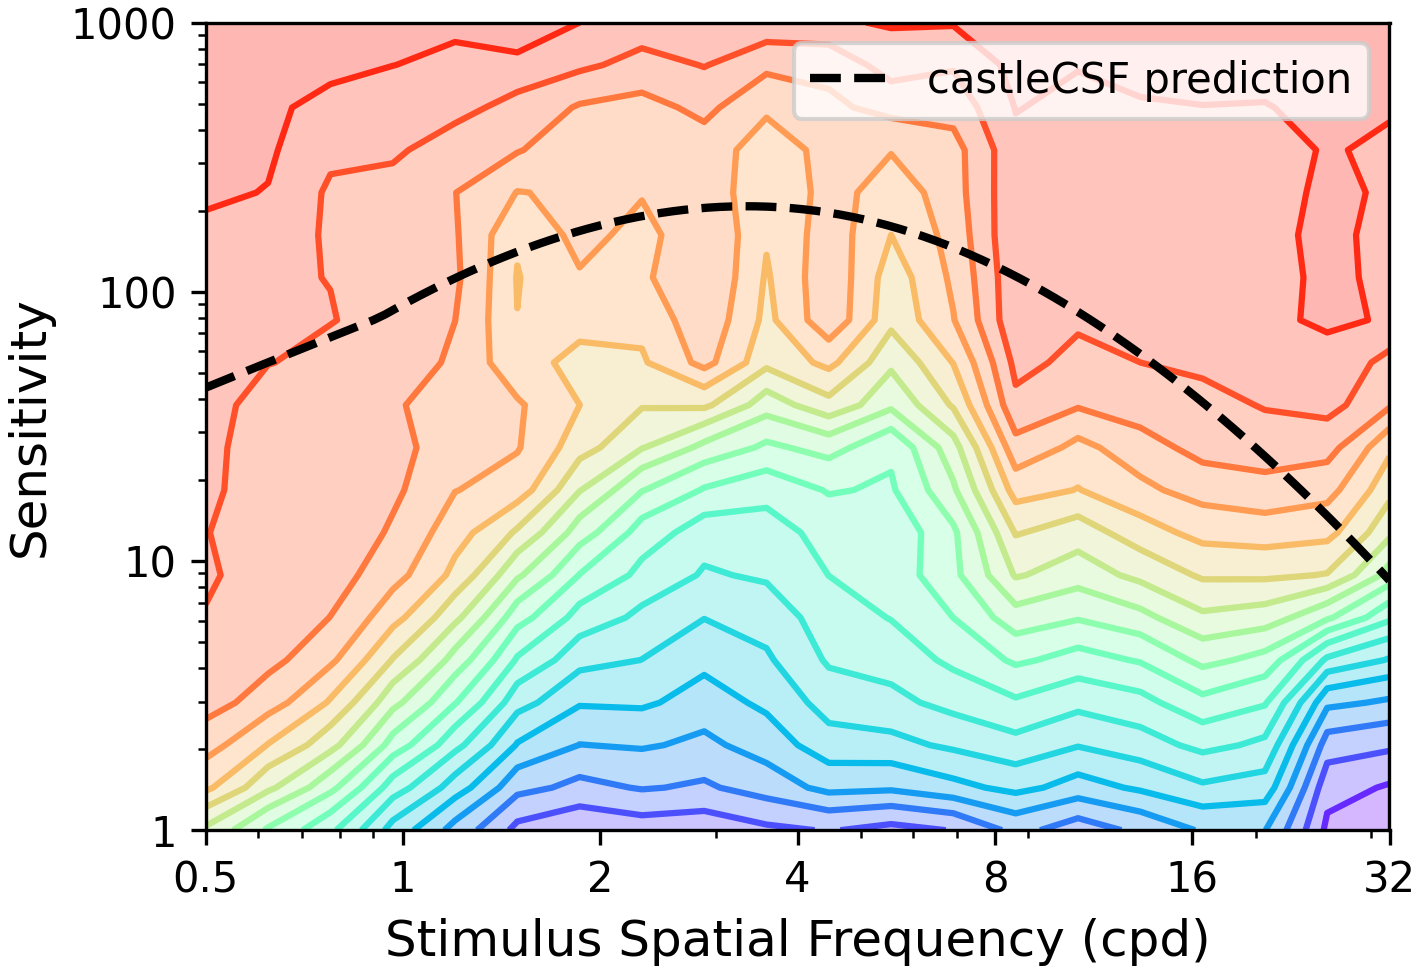 1000
castleCSF prediction
100
Sensitivity
10
1
0.5 1 2 4 8 16 32
Stimulus Spatial Frequency (cpd)